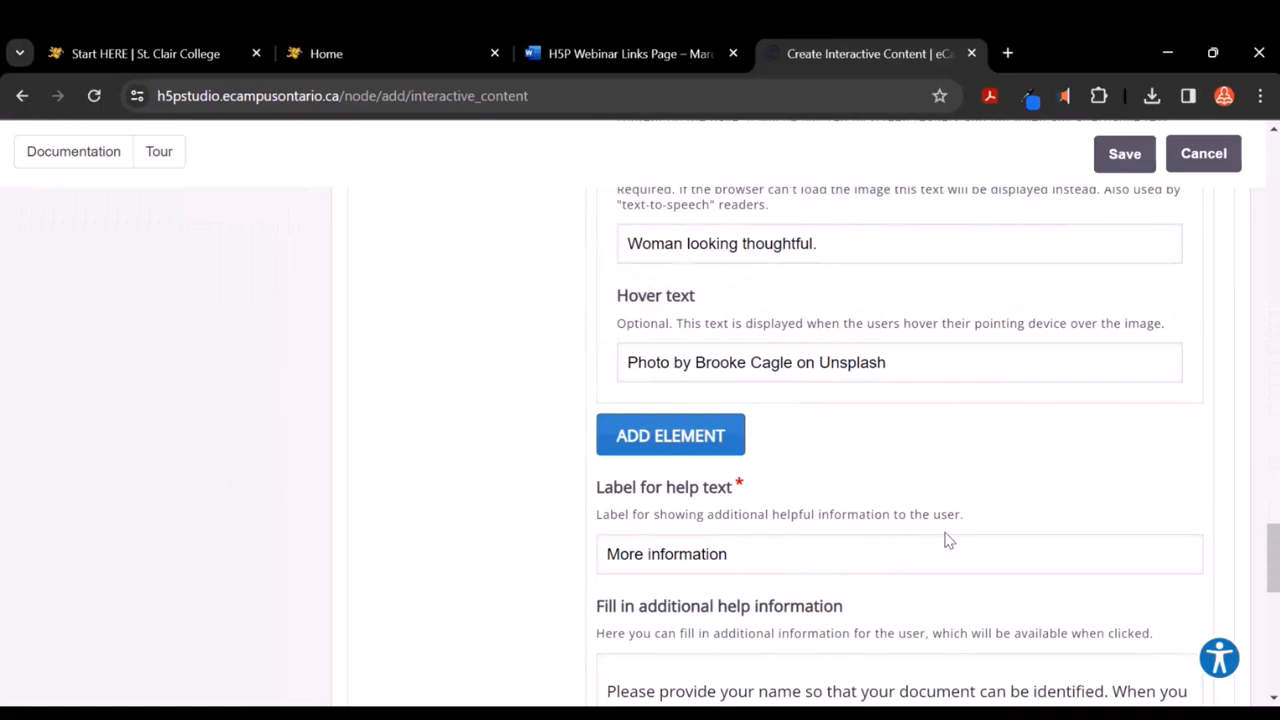 Start HERE | St. Clair College
Home
H5P Webinar Links Page – Marc
Create Interactive Content | eCa
h5pstudio.ecampusontario.ca/node/add/interactive_content
Documentation
Tour
Save
Cancel
Required. If the browser can't load the image this text will be displayed instead. Also used by
"text-to-speech" readers.
Woman looking thoughtful.
Hover text
Optional. This text is displayed when the users hover their pointing device over the image.
Photo by Brooke Cagle on Unsplash
ADD ELEMENT
Label for help text *
Label for showing additional helpful information to the user.
More information
Fill in additional help information
Here you can fill in additional information for the user, which will be available when clicked.
Please provide your name so that your document can be identified. When you